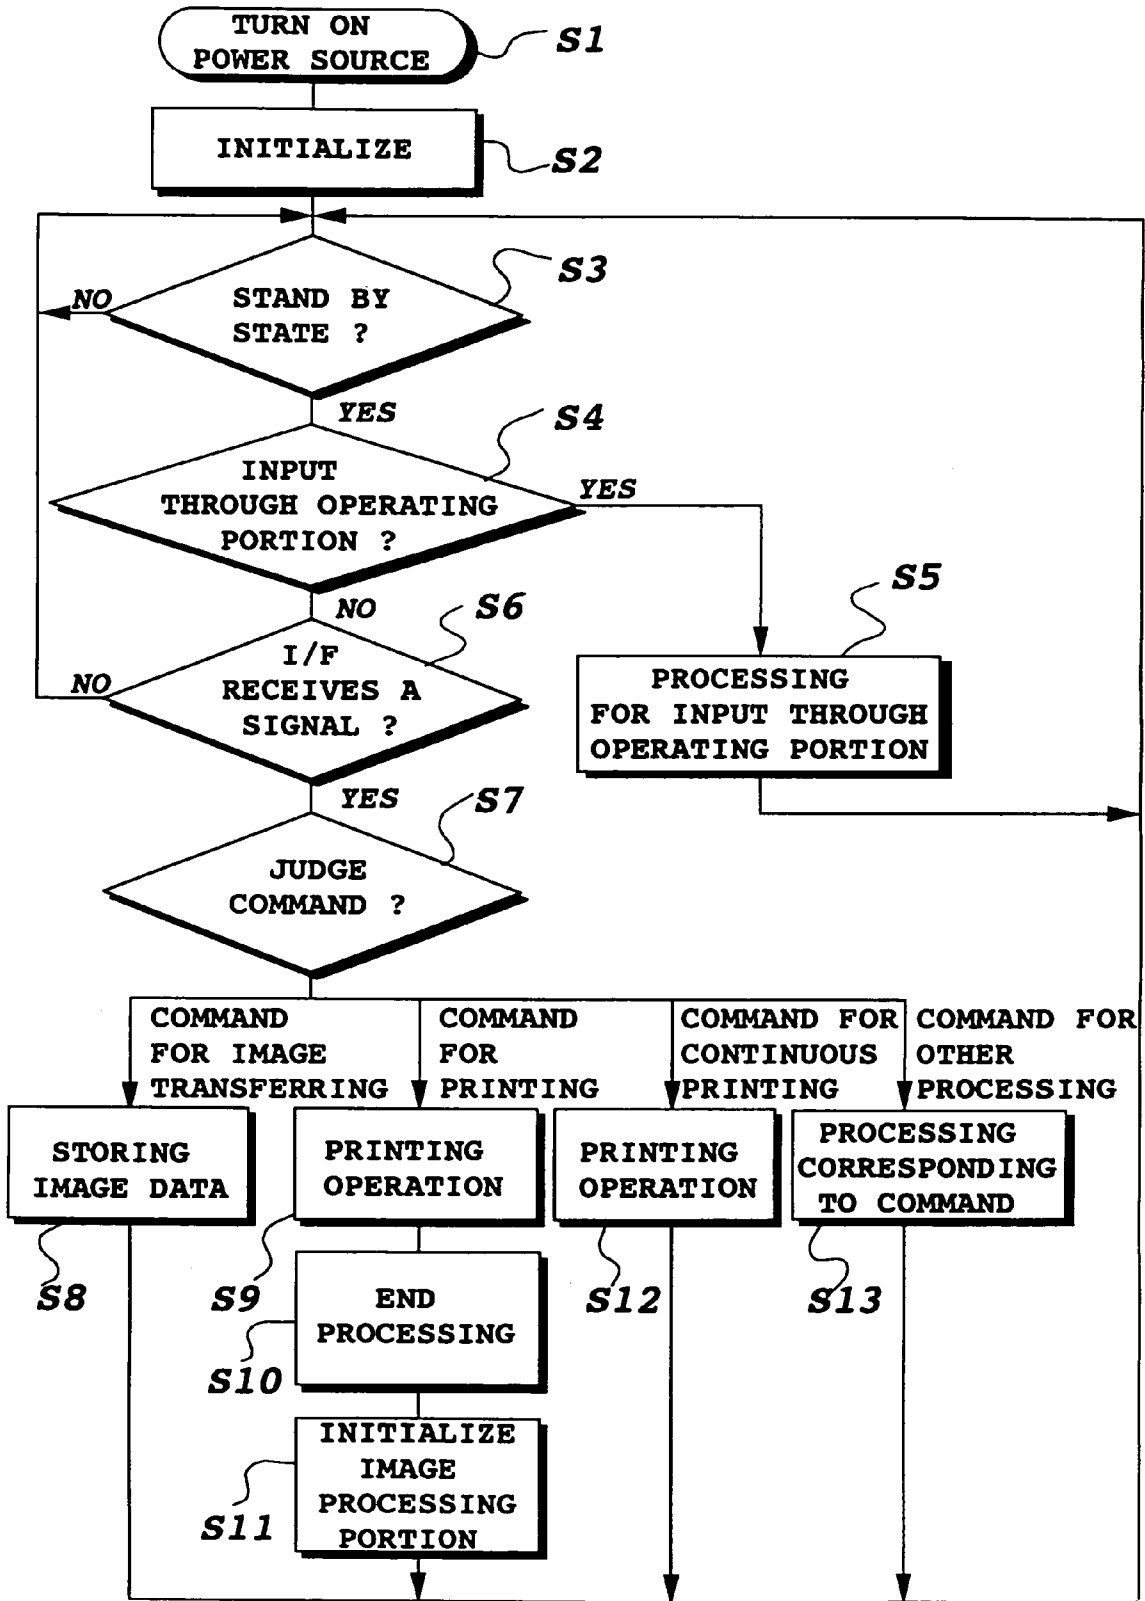 TURN ON
POWER SOURCE
S1
INITIALIZE
S2
STAND BY
STATE ?
S3
NO
YES
S4
INPUT
THROUGH OPERATING
PORTION ?
YES
NO
S5
PROCESSING
FOR INPUT THROUGH
OPERATING PORTION
S6
I/F
RECEIVES A
SIGNAL ?
NO
YES
S7
JUDGE
COMMAND ?
COMMAND
FOR IMAGE
TRANSFERRING
COMMAND
FOR
PRINTING
COMMAND FOR
CONTINUOUS
PRINTING
COMMAND FOR
OTHER
PROCESSING
STORING
IMAGE DATA
PRINTING
OPERATION
PRINTING
OPERATION
PROCESSING
CORRESPONDING
TO COMMAND
S8
S9
S12
S13
END
PROCESSING
S10
INITIALIZE
IMAGE
PROCESSING
PORTION
S11